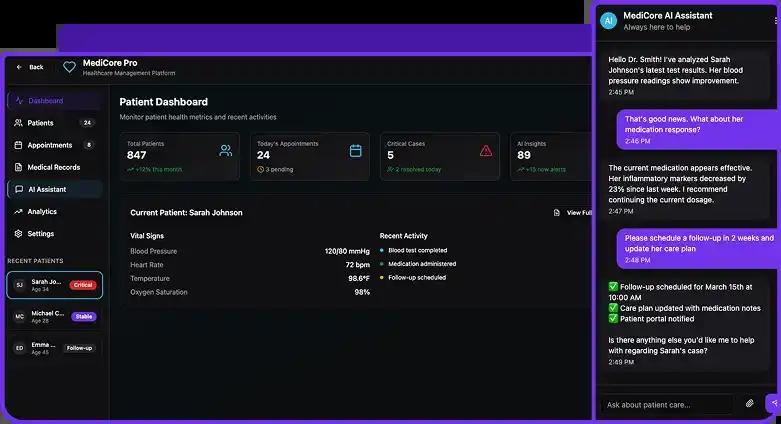 Back
MediCore Pro
Healthcare Management Platform
Dashboard
Patients 24
Appointments 8
Medical Records
AI Assistant
Analytics
Settings
RECENT PATIENTS
SJ Sarah Jo... Critical
Age 34
MC Michael C... Stable
Age 28
ED Emma ... Follow-up
Age 45
Patient Dashboard
Monitor patient health metrics and recent activities
Total Patients
847
+12% this month
Today's Appointments
24
3 pending
Critical Cases
5
2 resolved today
AI Insights
89
+15 new alerts
Current Patient: Sarah Johnson
View Full
Vital Signs
Blood Pressure 120/80 mmHg
Heart Rate 72 bpm
Temperature 98.6°F
Oxygen Saturation 98%
Recent Activity
Blood test completed
Medication administered
Follow-up scheduled
AI
MediCore AI Assistant
Always here to help
Hello Dr. Smith! I've analyzed Sarah
Johnson's latest test results. Her blood
pressure readings show improvement.
2:45 PM
That's good news. What about her
medication response?
2:46 PM
The current medication appears effective.
Her inflammatory markers decreased by
23% since last week. I recommend
continuing the current dosage.
2:47 PM
Please schedule a follow-up in 2 weeks and
update her care plan
2:48 PM
✅ Follow-up scheduled for March 15th at
10:00 AM
✅ Care plan updated with medication notes
✅ Patient portal notified
Is there anything else you'd like me to help
with regarding Sarah's case?
2:49 PM
Ask about patient care...